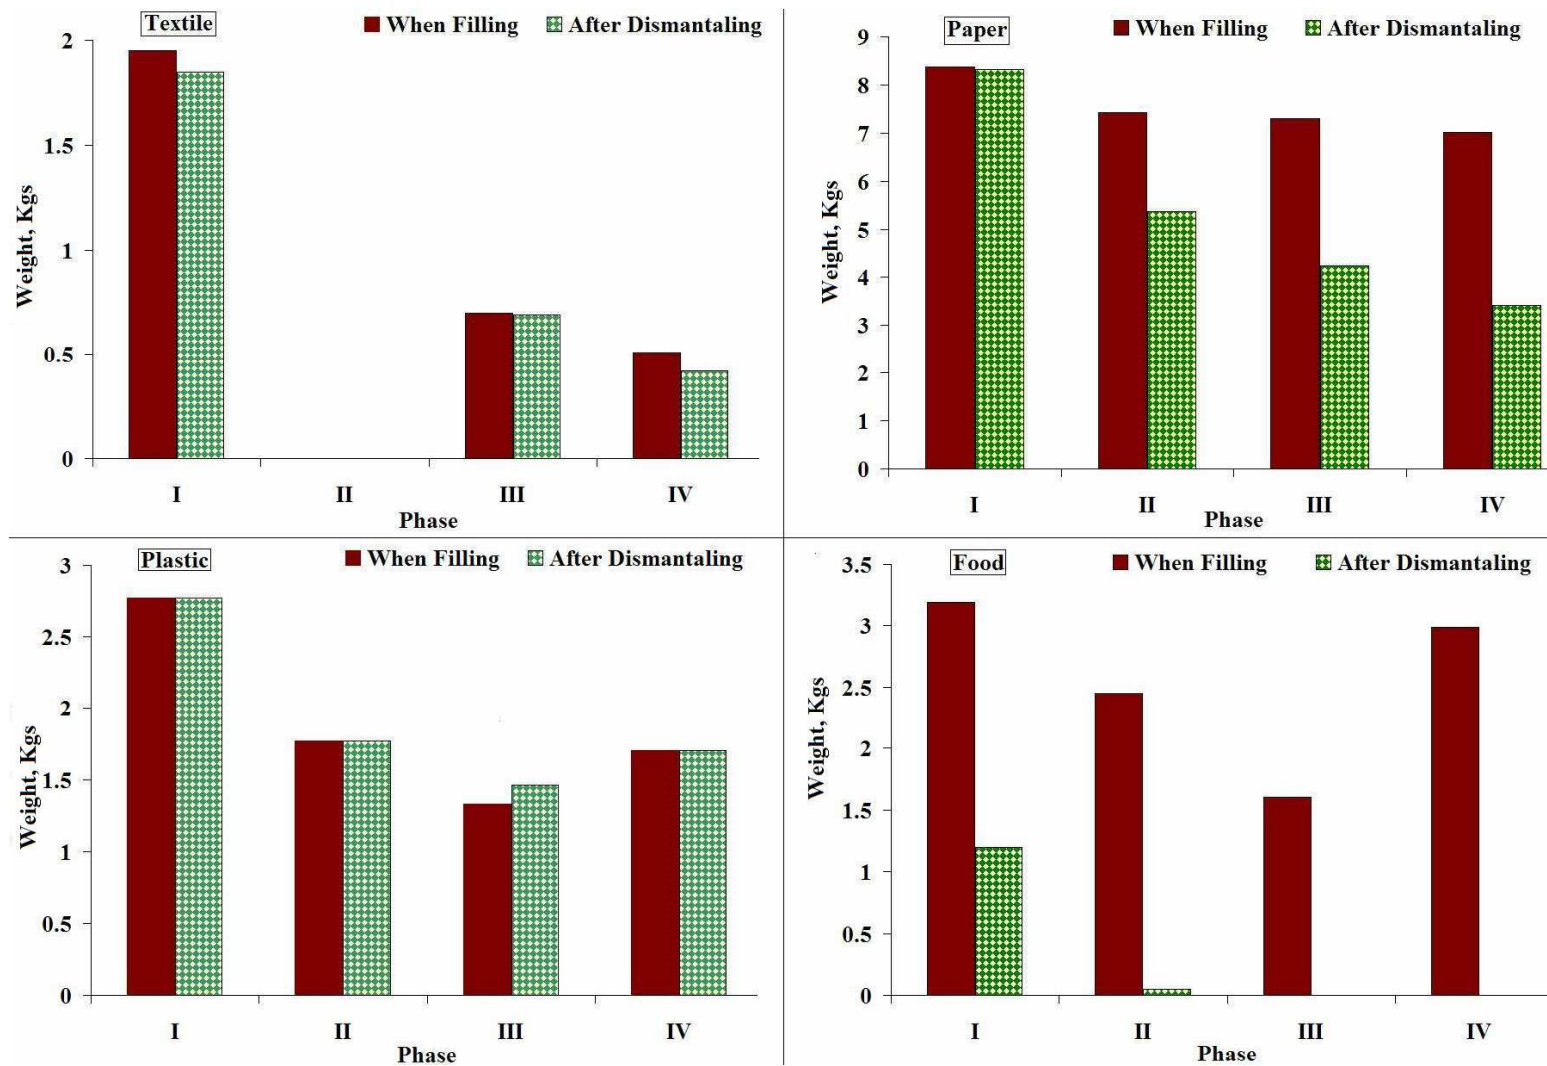 Textile
When Filling After Dismantaling
2
1.5
1
0.5
0
Weight, Kgs
I II III IV
Phase
Paper
When Filling After Dismantaling
9
8
7
6
5
4
3
2
1
0
Weight, Kgs
I II III IV
Phase
Plastic
When Filling After Dismantaling
3
2.5
2
1.5
1
0.5
0
Weight, Kgs
I II III IV
Phase
Food
When Filling After Dismantaling
3.5
3
2.5
2
1.5
1
0.5
0
Weight, Kgs
I II III IV
Phase